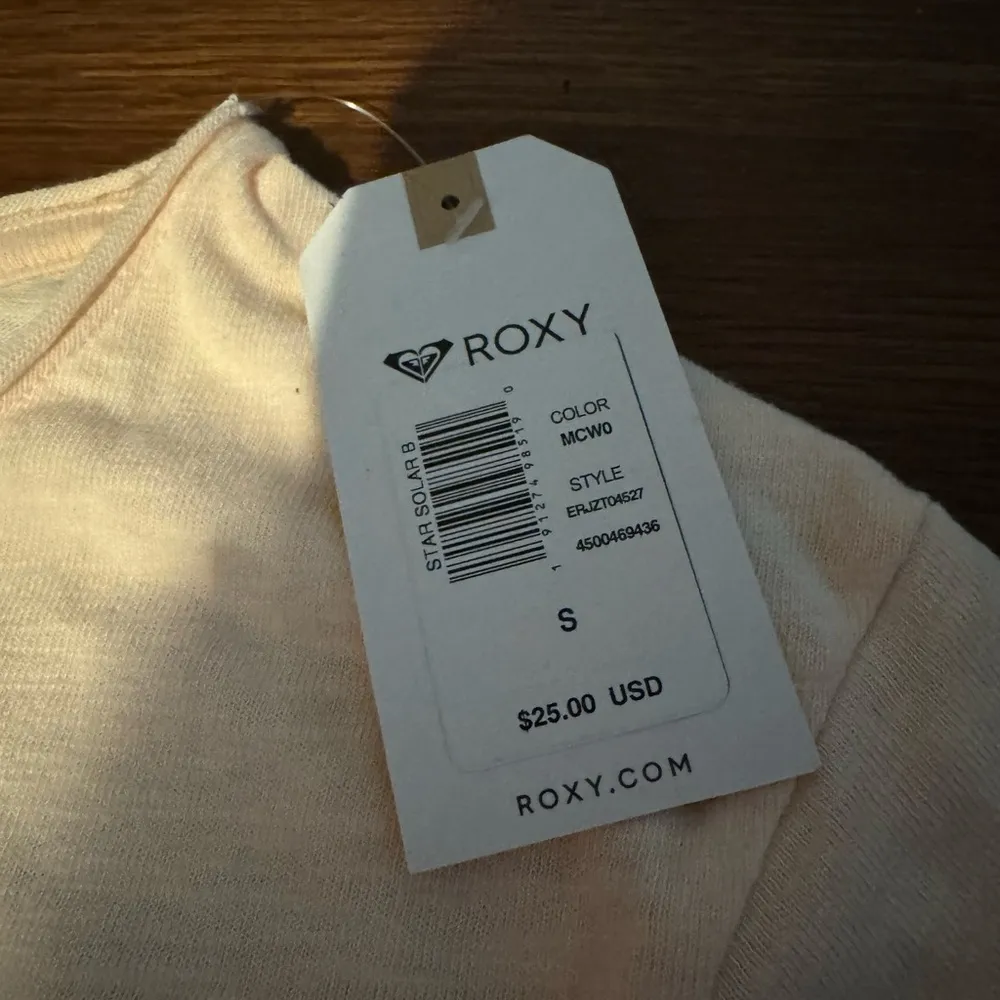 ROXY
STAR SOLAR B
1 91274 98519 0
COLOR
MCW0
STYLE
ERJZT04527
4500469436
S
$25.00 USD
ROXY.COM